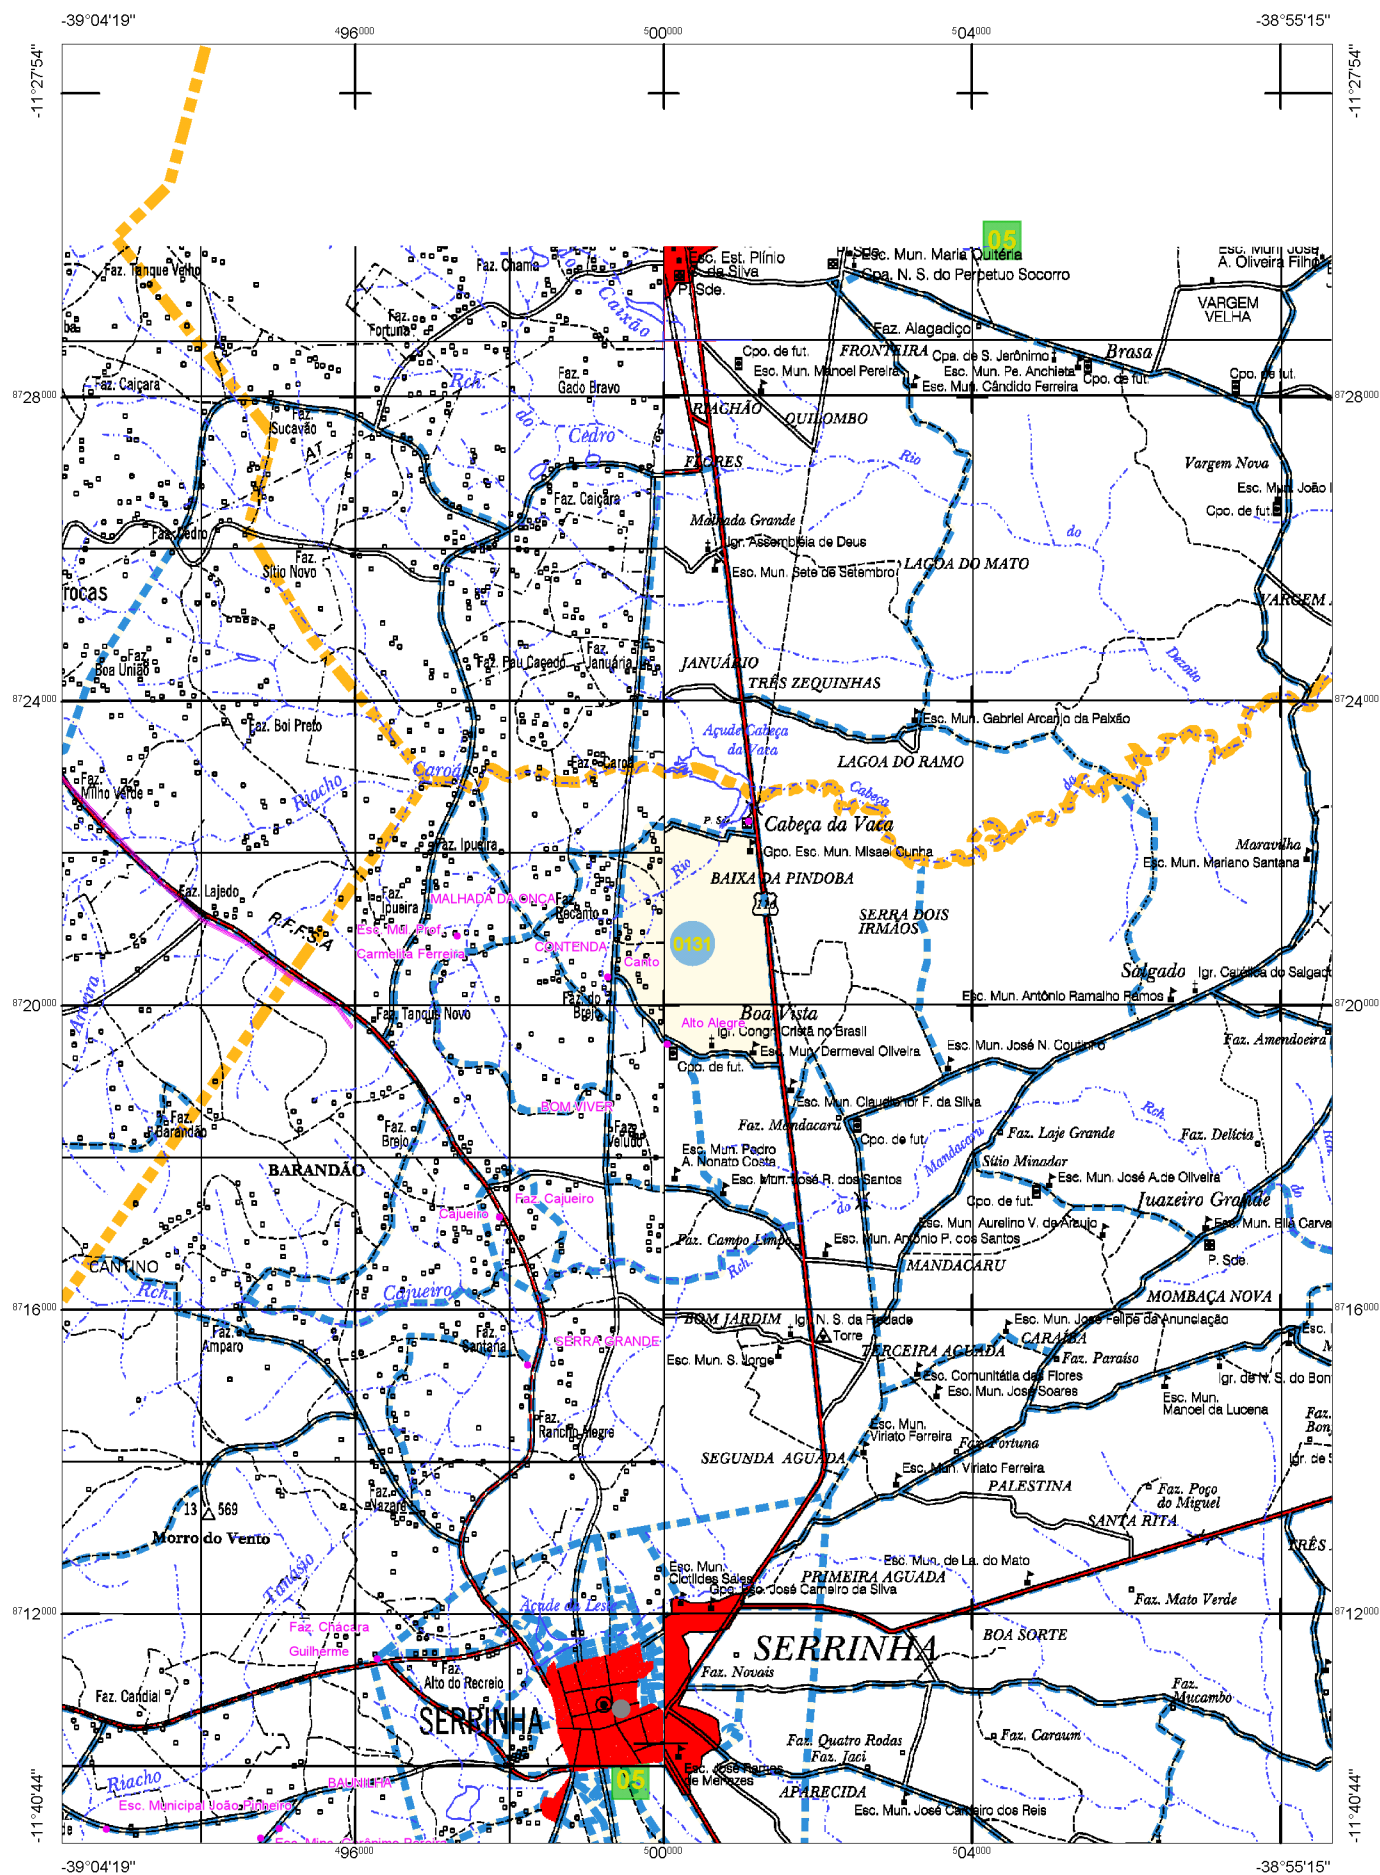 -39°04'19"
-38°55'15"
496000
500000
504000
-11°27'54"
-11°27'54"
05
Esc. Est. Plínio
da Silva
P. Sde.
Esc. Mun. Maria Quitéria
Cpa. N. S. do Perpetuo Socorro
Esc. Mun. José
A. Oliveira Filho
Faz. Tanque Velho
Faz. Chama
Caixão
VARGEM
VELHA
Faz.
Fortuna
Faz. Alagadiço
FRONTEIRA
Cpa. de S. Jerônimo
Brasa
Cpo. de fut.
Esc. Mun. Manoel Pereira
Esc. Mun. Pe. Anchieta
Cpo. de fut
Esc. Mun. Cândido Ferreira
Cpo. de fut.
Faz. Caiçara
Rch.
Faz.
Gado Bravo
8728000
8728000
RIACHÃO
QUILOMBO
Faz.
Sucavão
do
Cedro
AT
FLORES
Rio
Vargem Nova
Esc. Mun. João
Cpo. de fut.
Faz. Caiçara
Malhada Grande
Igr. Assembléia de Deus
Esc. Mun. Sete de Setembro
do
Faz. Cedro
Faz.
Sítio Novo
LAGOA DO MATO
rocas
VARGEM
Faz.
Boa União
Faz. Pau Caçado
Faz.
Januária
JANUÁRIO
TRÊS ZEQUINHAS
Dezoito
8724000
8724000
Faz. Boi Preto
Esc. Mun. Gabriel Arcanjo da Paixão
Açude Cabeça
da Vaca
LAGOA DO RAMO
Caroá
Faz. Caroá
Faz.
Milho Verde
Riacho
Cabeça
da
P. Sde.
Cabeça da Vaca
Faz. Ipueira
Rio
Gpo. Esc. Mun. Misael Cunha
Maravilha
Esc. Mun. Mariano Santana
BAIXA DA PINDOBA
Faz. Lajedo
Faz.
Ipueira
MALHADA DA ONÇA
Faz.
Recanto
116
SERRA DOIS
IRMÃOS
R.F.F.S.A
Esc. Mul. Prof.
Carmelita Ferreira
CONTENDA
Canto
0131
Salgado
Igr. Católica do Salgado
Esc. Mun. Antônio Ramalho Ramos
8720000
8720000
Faz. do
Brejo
Faz. Tanque Novo
Boa Vista
Alto Alegre
Igr. Congr. Cristã no Brasil
Esc. Mun. Dermeval Oliveira
Cpo. de fut.
Esc. Mun. José N. Coutinho
Faz. Amendoeira
BOM VIVER
Esc. Mun. Claudienor F. da Silva
Rch.
Faz.
Barandão
Faz.
Brejo
Faz.
Veludo
Faz. Mandacaru
Cpo. de fut.
Mandacaru
Faz. Laje Grande
Faz. Delícia
Esc. Mun. Pedro
A. Nonato Costa
BARANDÃO
Sítio Minador
Esc. Mun. José R. dos Santos
Esc. Mun. José A.de Oliveira
Faz. Cajueiro
Cajueiro
Cpo. de fut.
Juazeiro Grande
do
do
Esc. Mun. Aurelino V. de Araujo
Faz. Campo Limpo
Esc. Mun. Antônio P. cos Santos
P. Sde.
CANTINO
Rch.
Rch.
MANDACARU
Cajueiro
MOMBAÇA NOVA
8716000
8716000
Faz.
Amparo
Faz.
Santana
SERRA GRANDE
BOM JARDIM
Igr. N. S. da Piedade
Torre
Esc. Mun. José Felipe da Anunciação
CARAÍBA
Esc. Mun. S. Jorge
TERCEIRA AGUADA
Faz. Paraíso
Esc. Comunitátia das Flores
Esc. Mun. José Soares
Esc. Mun.
Manoel da Lucena
Faz.
Rancho Alegre
Esc. Mun.
Viriato Ferreira
Faz. Fortuna
SEGUNDA AGUADA
Esc. Mun. Viriato Ferreira
PALESTINA
Faz. Poço
do Miguel
13
569
Faz.
Nazaré
SANTA RITA
Morro do Vento
TRÊS
Tanásio
Esc. Mun.
Clotildes Sales
Esc. Mun. de La. do Mato
PRIMEIRA AGUADA
Gpo. Esc. José Carneiro da Silva
Faz. Mato Verde
8712000
8712000
Açude do Leste
Faz. Chácara
Guilherme
BOA SORTE
SERRINHA
Faz.
Alto do Recreio
Faz. Novais
Faz. Candial
Faz.
Mucambo
SERRINHA
Faz. Quatro Rodas
Faz. Caraum
Faz. Jaci
Esc. José Ramos
de Menezes
APARECIDA
Riacho
BAUNILHA
05
Esc. Municipal João Pinheiro
Esc. Mun. José Carneiro dos Reis
-11°40'44"
-11°40'44"
496000
500000
504000
-39°04'19"
-38°55'15"